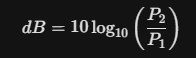 dB = 10 log₁₀ (P₂/P₁)